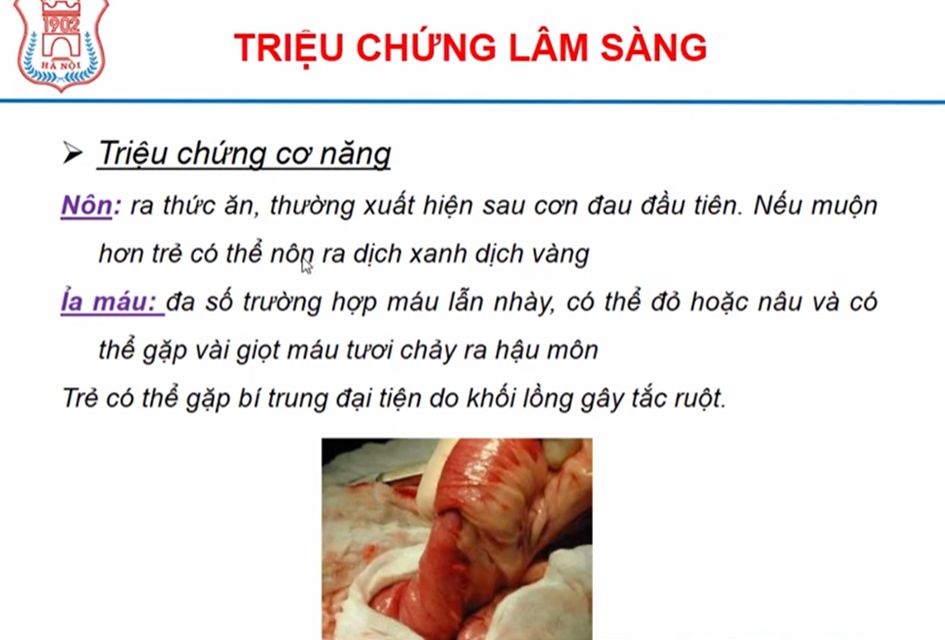 1902
HÀ NỘI
TRIỆU CHỨNG LÂM SÀNG
➢ Triệu chứng cơ năng
Nôn: ra thức ăn, thường xuất hiện sau cơn đau đầu tiên. Nếu muộn
hơn trẻ có thể nôn ra dịch xanh dịch vàng
Ỉa máu: đa số trường hợp máu lẫn nhày, có thể đỏ hoặc nâu và có
thể gặp vài giọt máu tươi chảy ra hậu môn
Trẻ có thể gặp bí trung đại tiện do khối lồng gây tắc ruột.